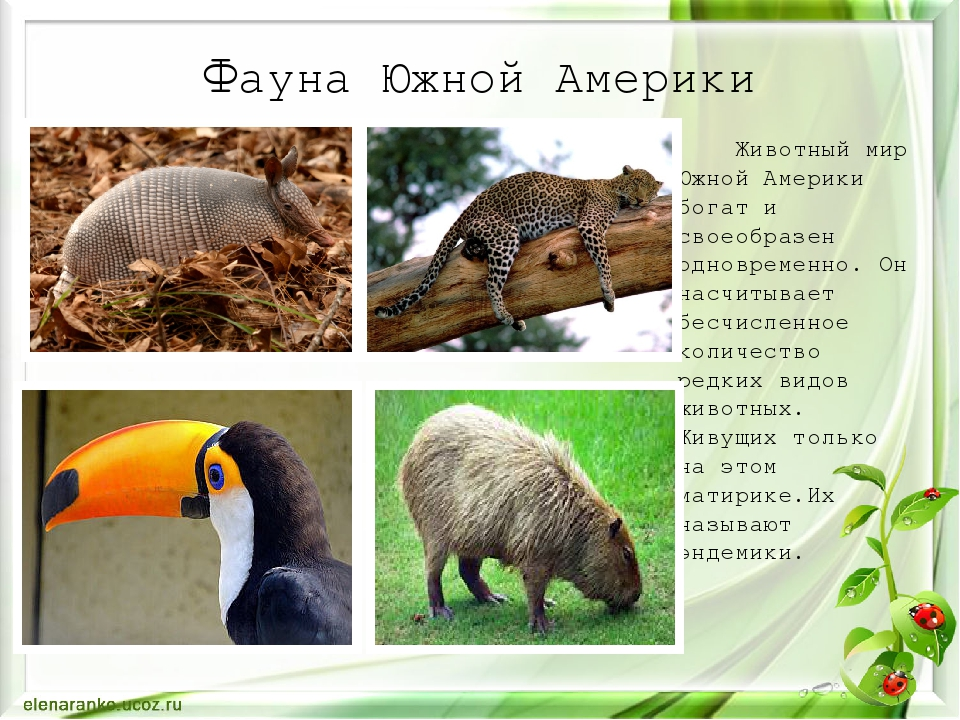 Фауна Южной Америки
Животный мир
Южной Америки
богат и
своеобразен
одновременно. Он
насчитывает
бесчисленное
количество
редких видов
животных.
Живущих только
на этом
матирике.Их
называют
эндемики.
elenaranko.ucoz.ru